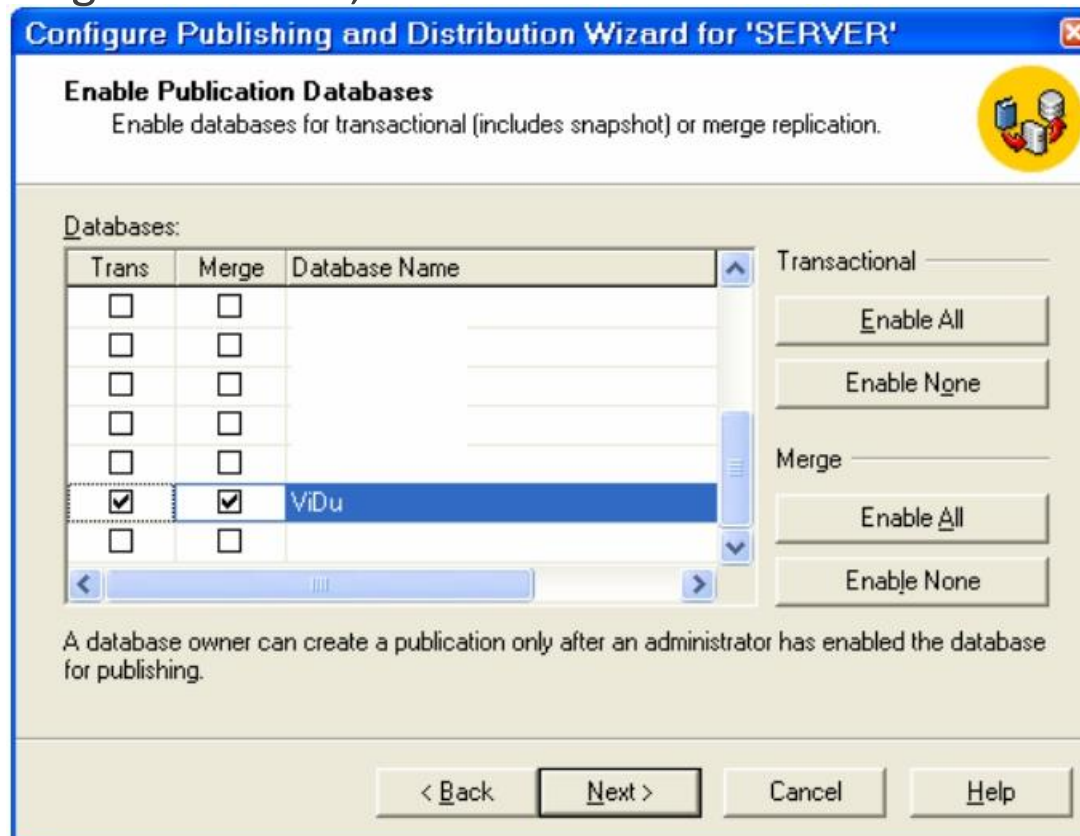 Configure Publishing and Distribution Wizard for 'SERVER'
Enable Publication Databases
Enable databases for transactional (includes snapshot) or merge replication.
Databases:
Trans Merge Database Name
ViDu
Transactional
Enable All
Enable None
Merge
Enable All
Enable None
A database owner can create a publication only after an administrator has enabled the database
for publishing.
< Back Next > Cancel Help